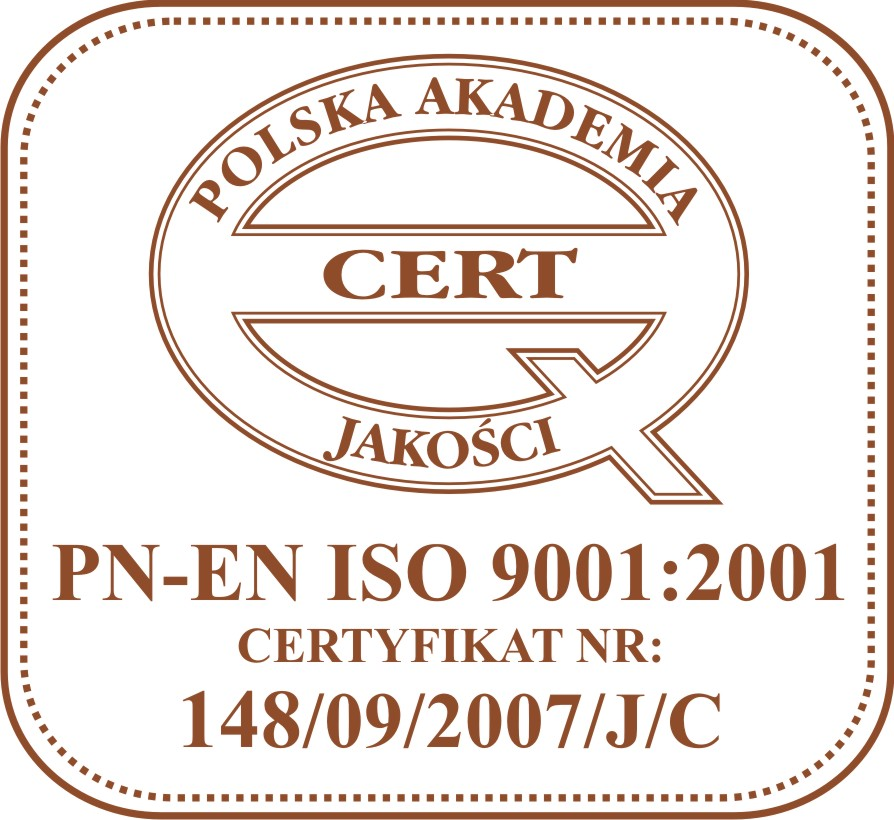 POLSKA AKADEMIA
CERT
JAKOŚCI
PN-EN ISO 9001:2001
CERTYFIKAT NR:
148/09/2007/J/C